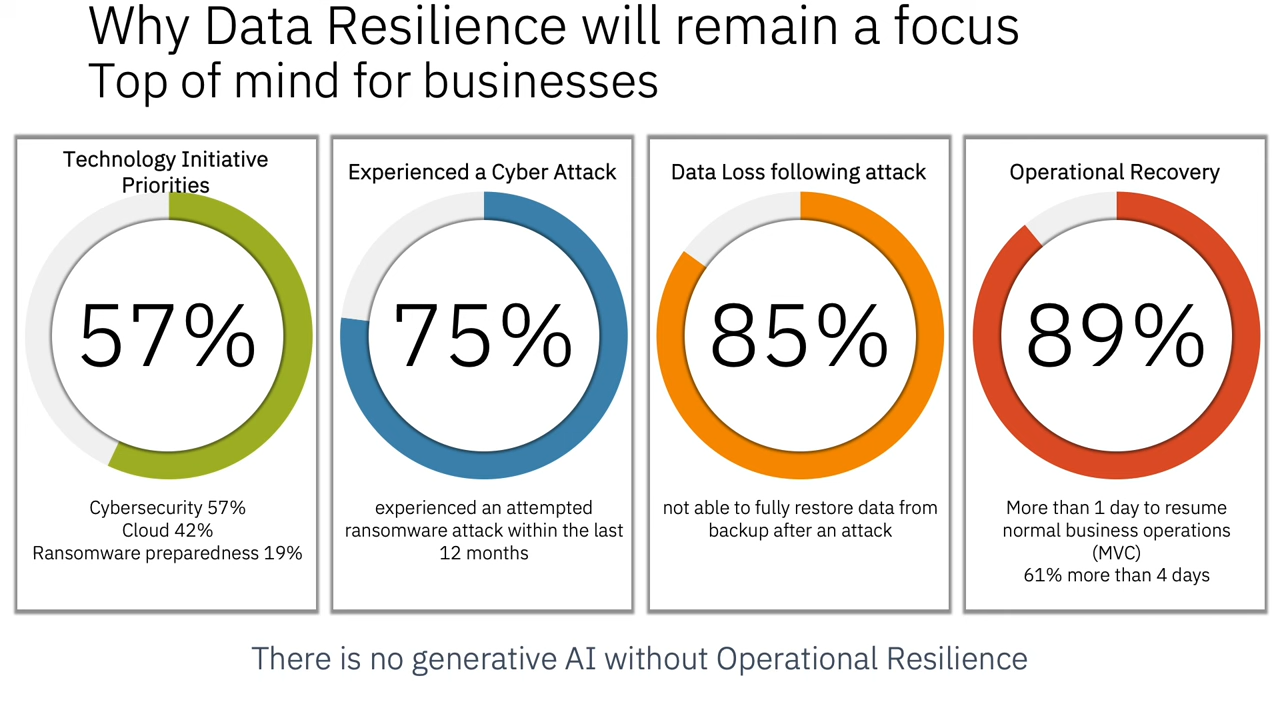 Why Data Resilience will remain a focus
Top of mind for businesses
Technology Initiative
Priorities
57%
Cybersecurity 57%
Cloud 42%
Ransomware preparedness 19%
Experienced a Cyber Attack
75%
experienced an attempted
ransomware attack within the last
12 months
Data Loss following attack
85%
not able to fully restore data from
backup after an attack
Operational Recovery
89%
More than 1 day to resume
normal business operations
(MVC)
61% more than 4 days
There is no generative AI without Operational Resilience